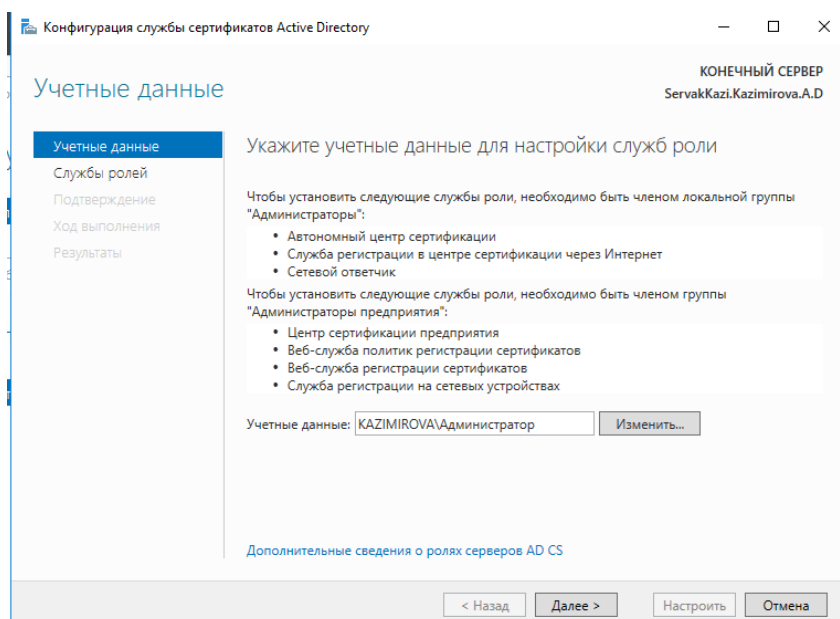 Конфигурация службы сертификатов Active Directory
КОНЕЧНЫЙ СЕРВЕР
ServakKazi.Kazimirova.A.D
Учетные данные
Учетные данные
Службы ролей
Подтверждение
Ход выполнения
Результаты
Укажите учетные данные для настройки служб роли
Чтобы установить следующие службы роли, необходимо быть членом локальной группы
"Администраторы":
• Автономный центр сертификации
• Служба регистрации в центре сертификации через Интернет
• Сетевой ответчик
Чтобы установить следующие службы роли, необходимо быть членом группы
"Администраторы предприятия":
• Центр сертификации предприятия
• Веб-служба политик регистрации сертификатов
• Веб-служба регистрации сертификатов
• Служба регистрации на сетевых устройствах
Учетные данные: KAZIMIROVA\Администратор Изменить...
Дополнительные сведения о ролях серверов AD CS
< Назад Далее > Настроить Отмена